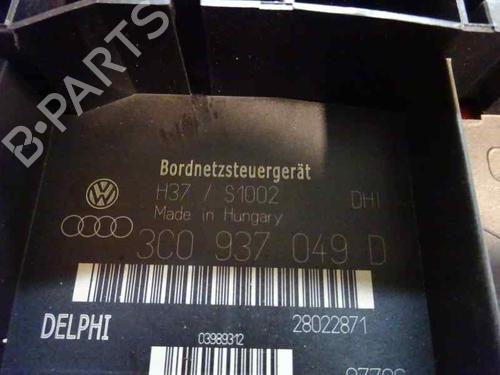 B-PARTS
Bordnetzsteuergerät
H37 / S1002 DHI
Made in Hungary
3C0 937 049 D
DELPHI 28022871
03989312